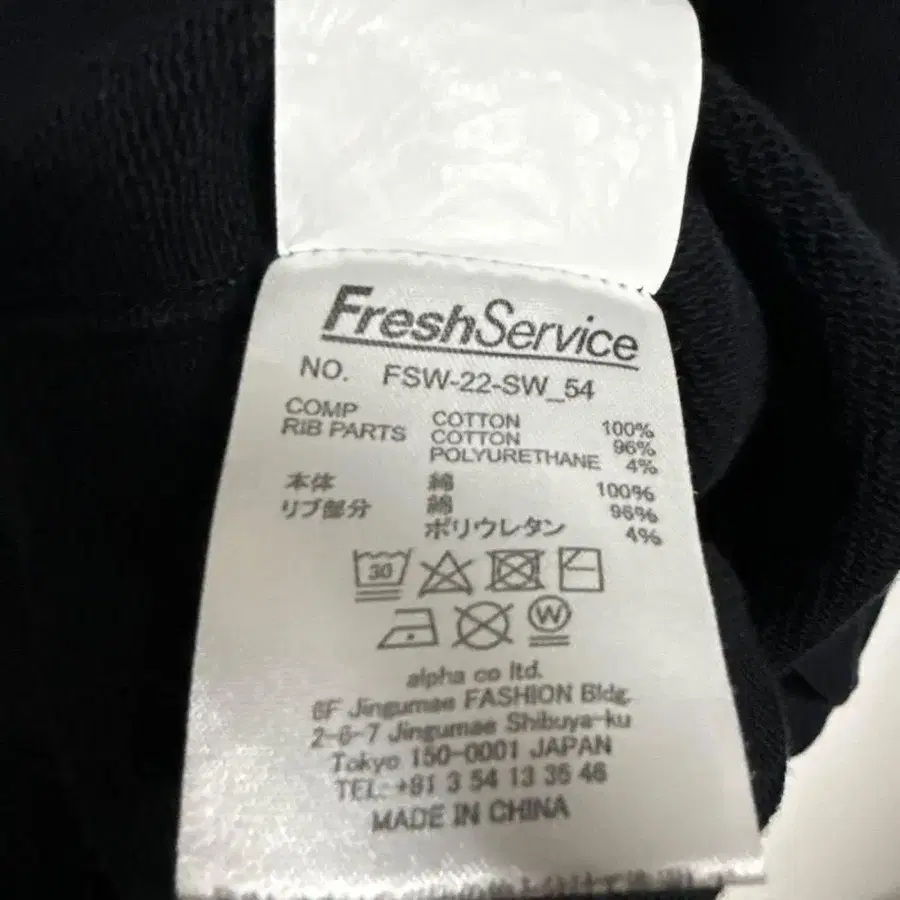 FreshService
NO. FSW-22-SW_54
COMP COTTON 100%
RIB PARTS COTTON 96%
POLYURETHANE 4%
本体 綿 100%
リブ部分 綿 96%
ポリウレタン 4%
30
W
alpha co ltd.
6F Jingumae FASHION Bldg.
2-6-7 Jingumae Shibuya-ku
Tokyo 150-0001 JAPAN
TEL: +81 3 54 13 35 46
MADE IN CHINA